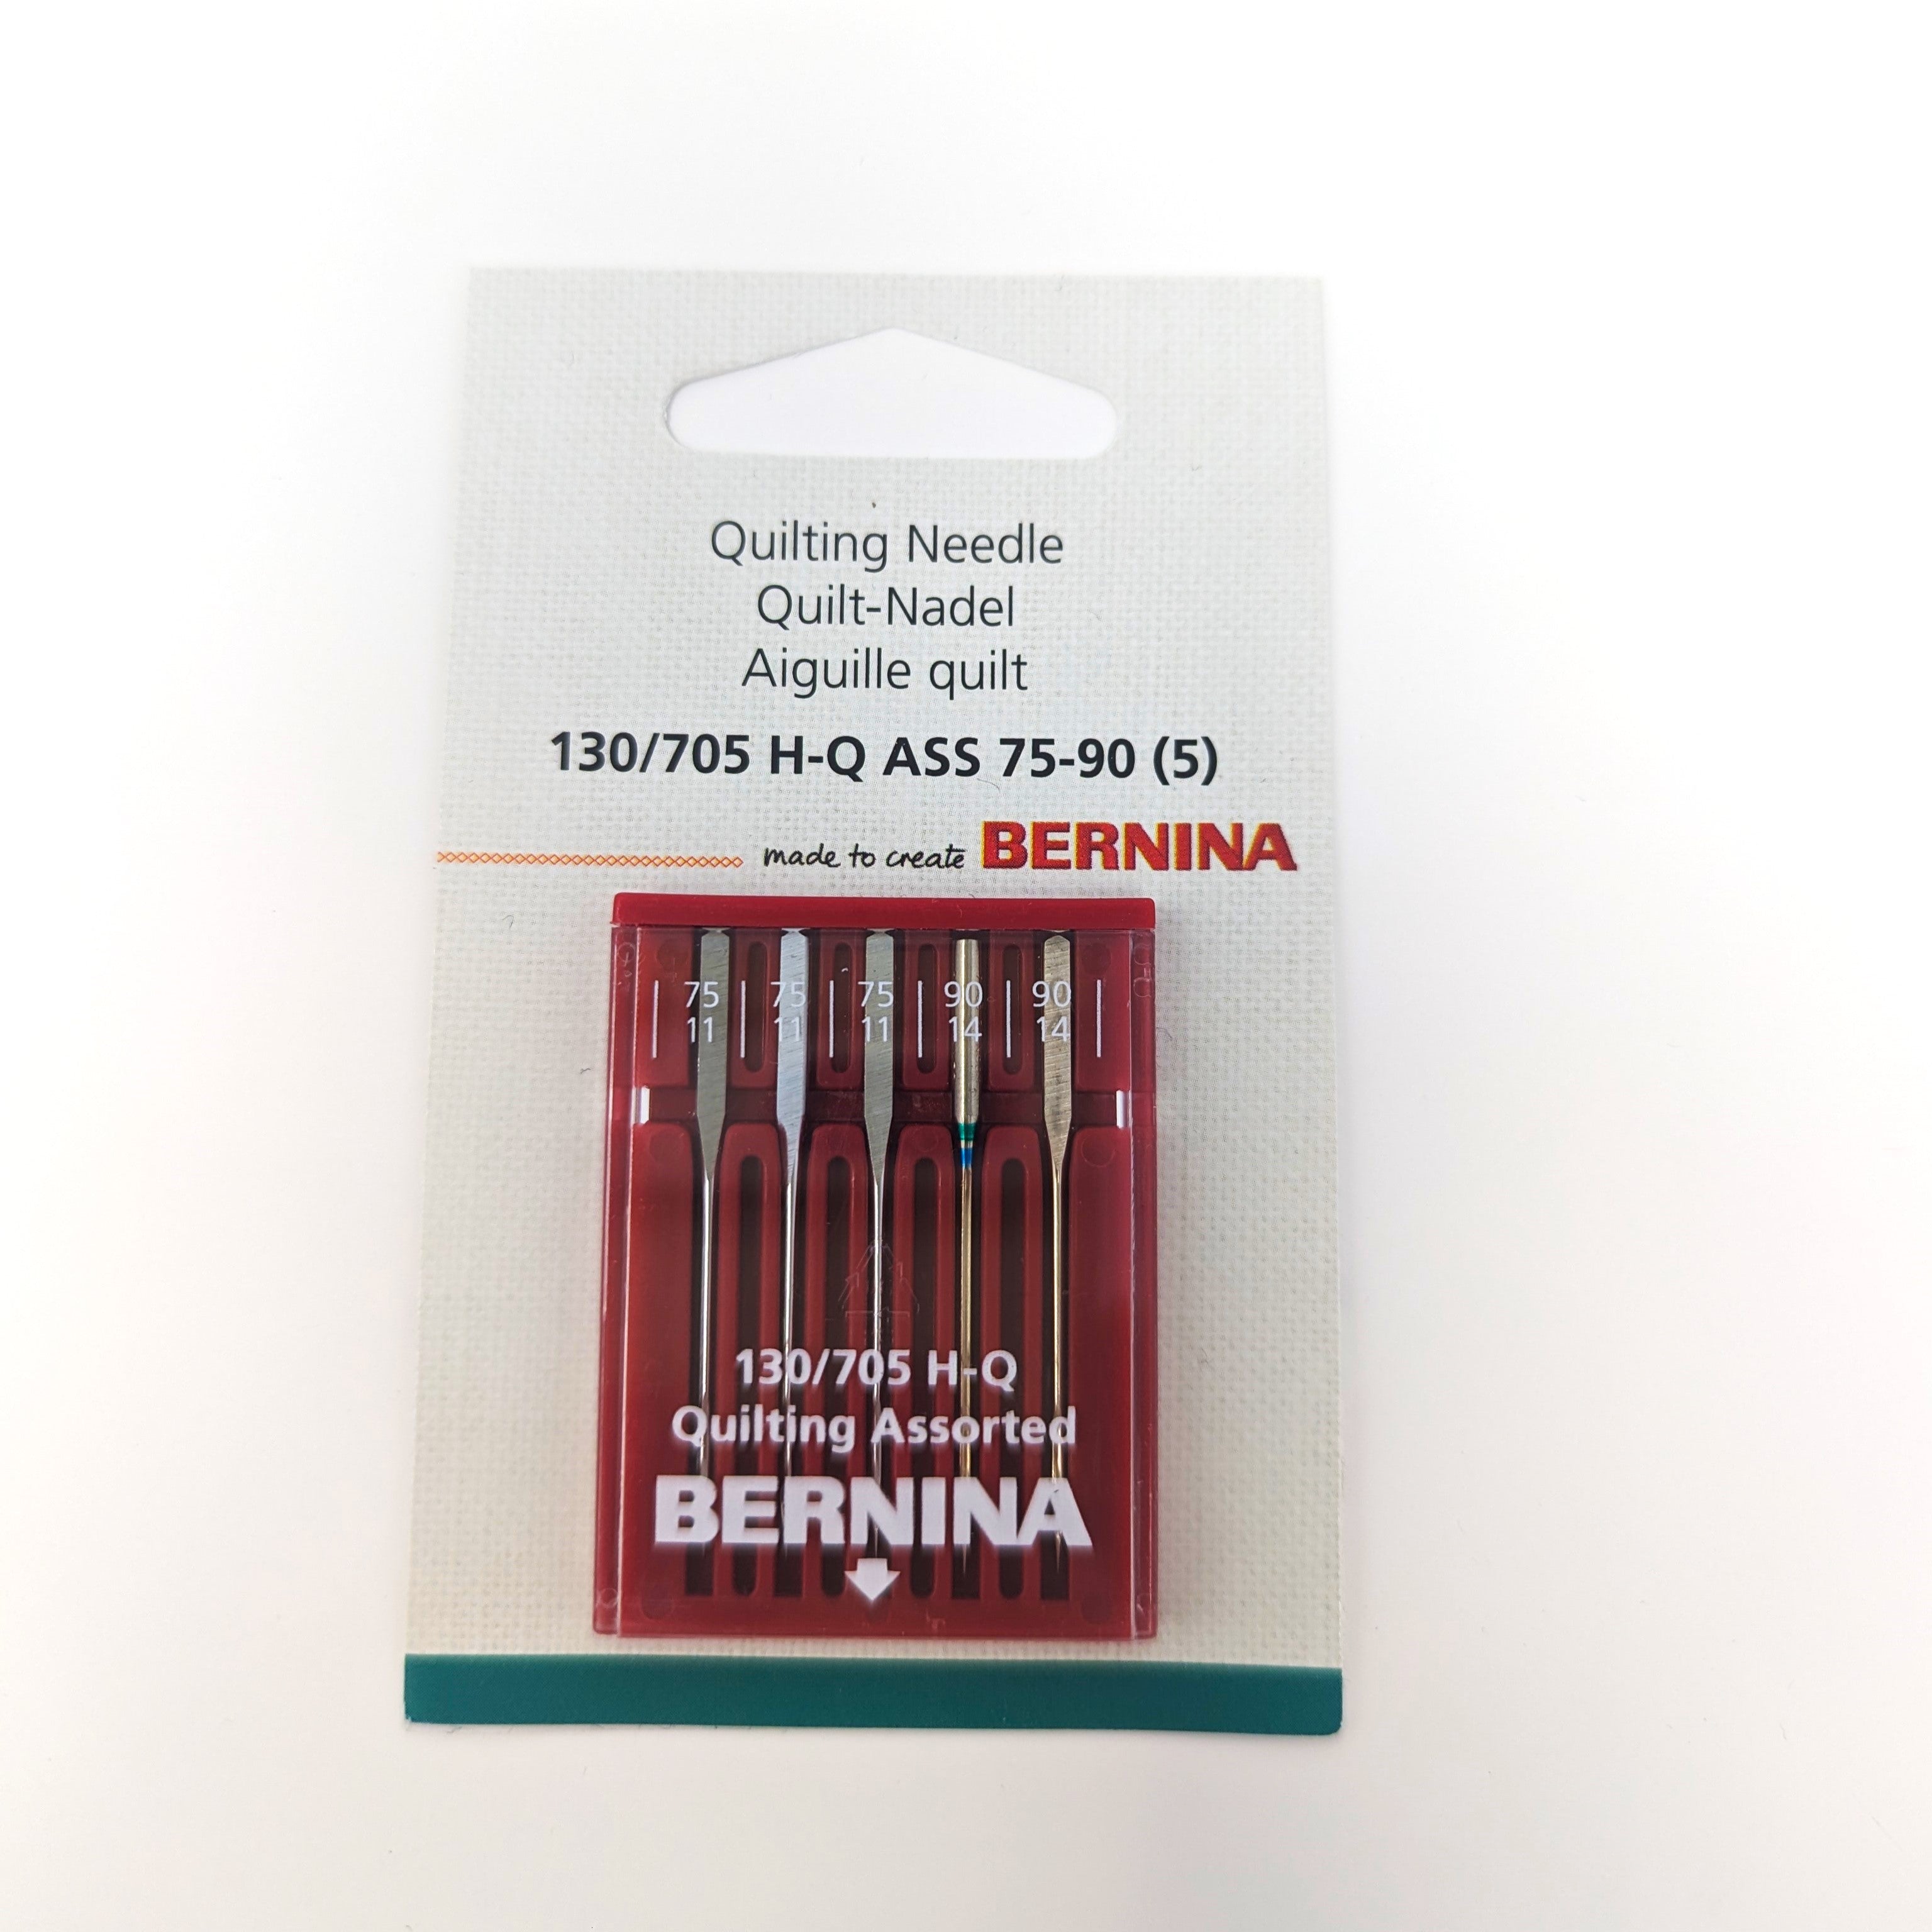 Quilting Needle
Quilt-Nadel
Aiguille quilt
130/705 H-Q ASS 75-90 (5)
made to create BERNINA
75 75 75 90 90
11 11 11 14 14
130/705 H-Q
Quilting Assorted
BERNINA